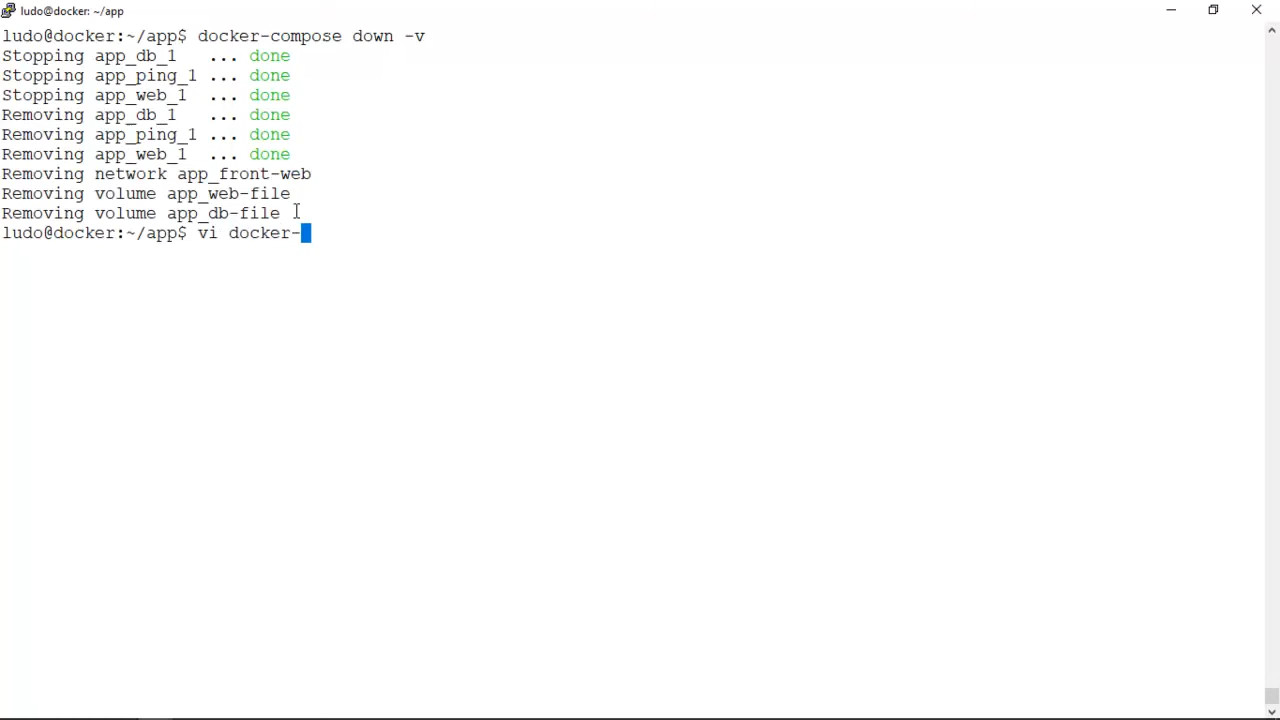 ludo@docker: ~/app
ludo@docker:~/app$ docker-compose down -v
Stopping app_db_1   ... done
Stopping app_ping_1 ... done
Stopping app_web_1  ... done
Removing app_db_1   ... done
Removing app_ping_1 ... done
Removing app_web_1  ... done
Removing network app_front-web
Removing volume app_web-file
Removing volume app_db-file
ludo@docker:~/app$ vi docker-